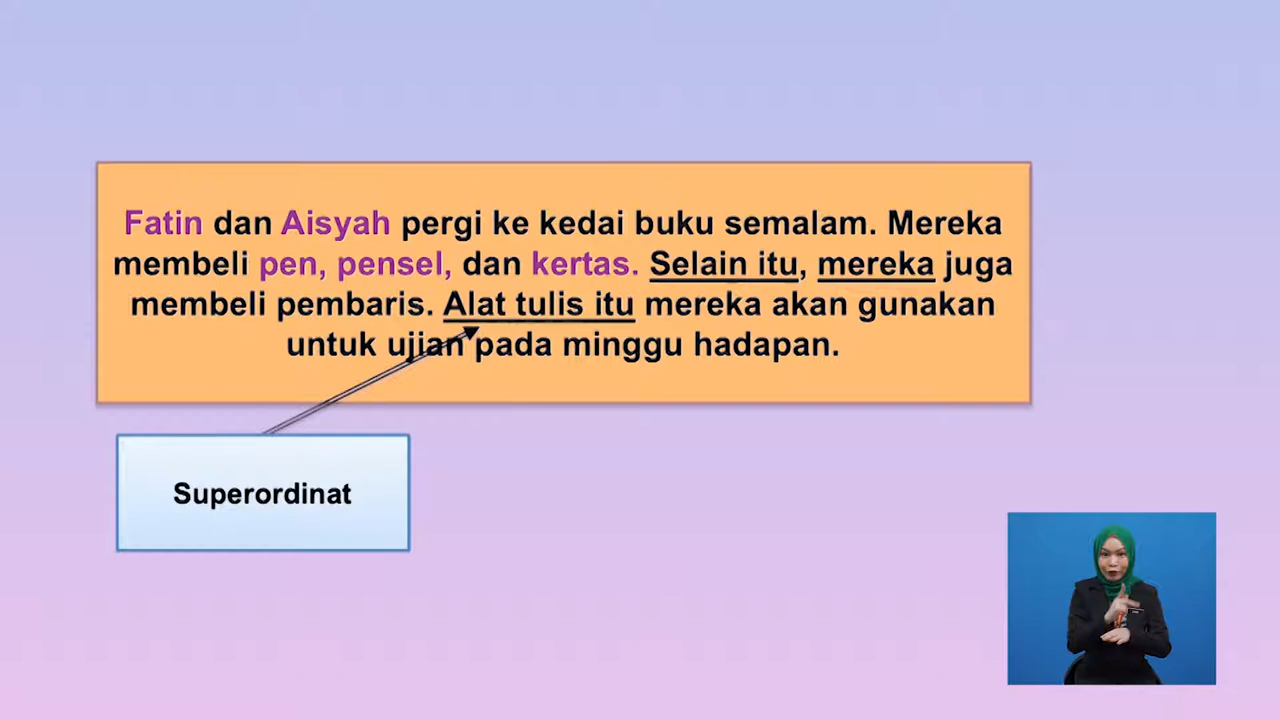 Fatin dan Aisyah pergi ke kedai buku semalam. Mereka
membeli pen, pensel, dan kertas. Selain itu, mereka juga
membeli pembaris. Alat tulis itu mereka akan gunakan
untuk ujian pada minggu hadapan.
Superordinat